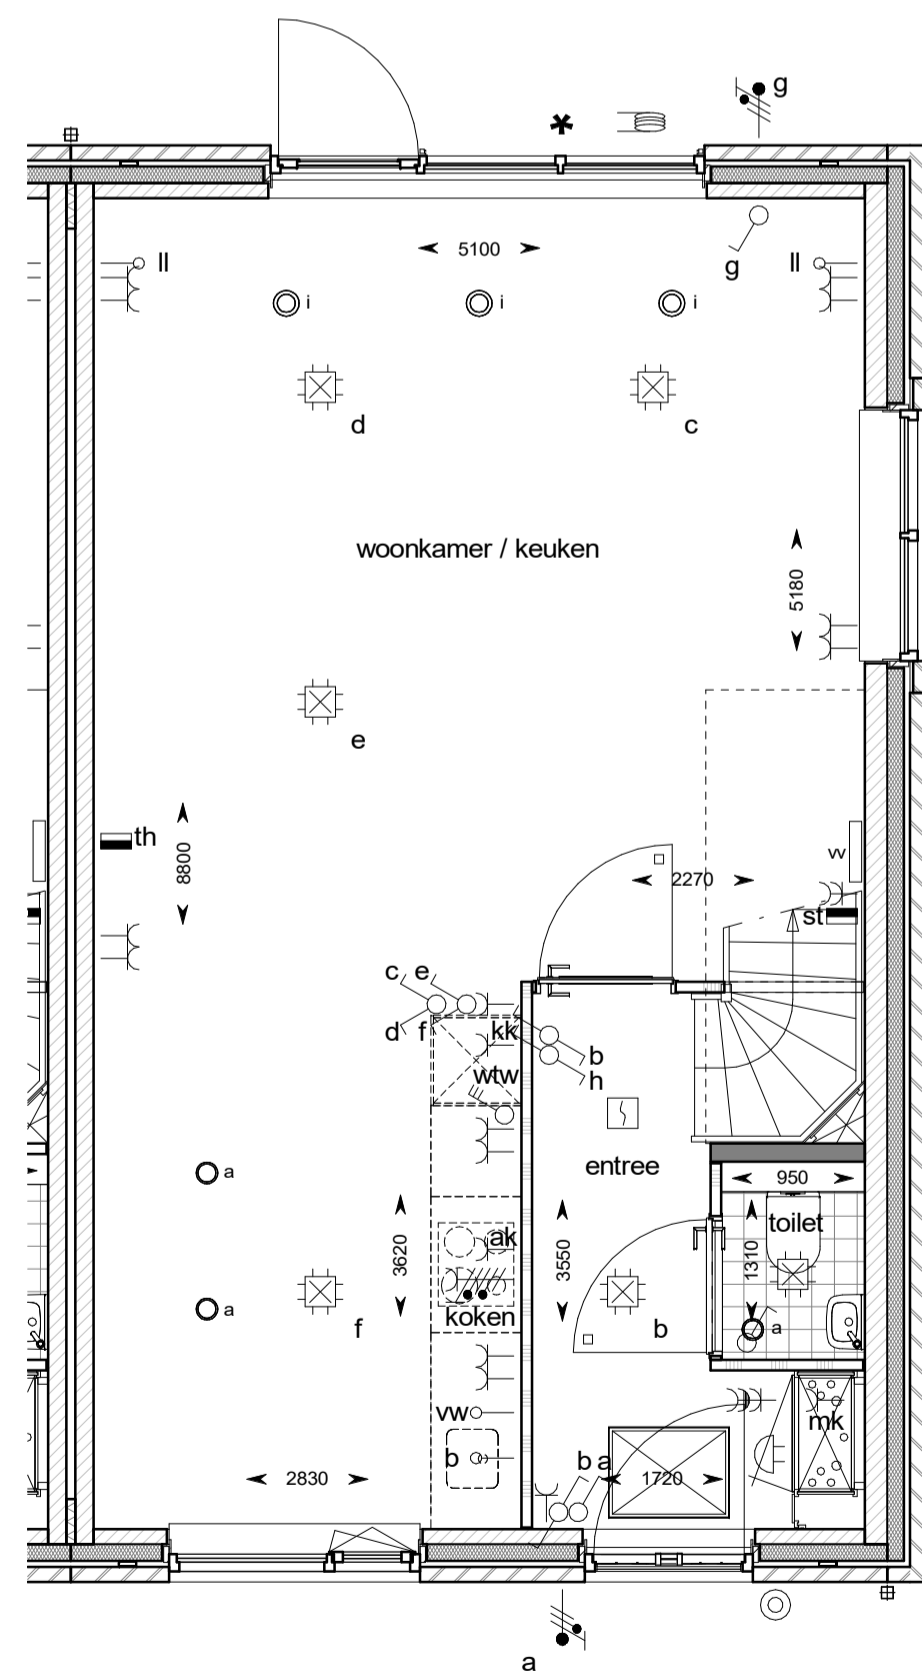 g
*
5100
g
ll
ll
i
i
i
d
c
woonkamer / keuken
5180
e
th
8800
vv
2270
st
c e
d f
kk
b
h
wtw
entree
950
a
toilet
ak
3620
3550
1310
a
koken
f
b
a
vw
mk
b
b a
2830
1720
a